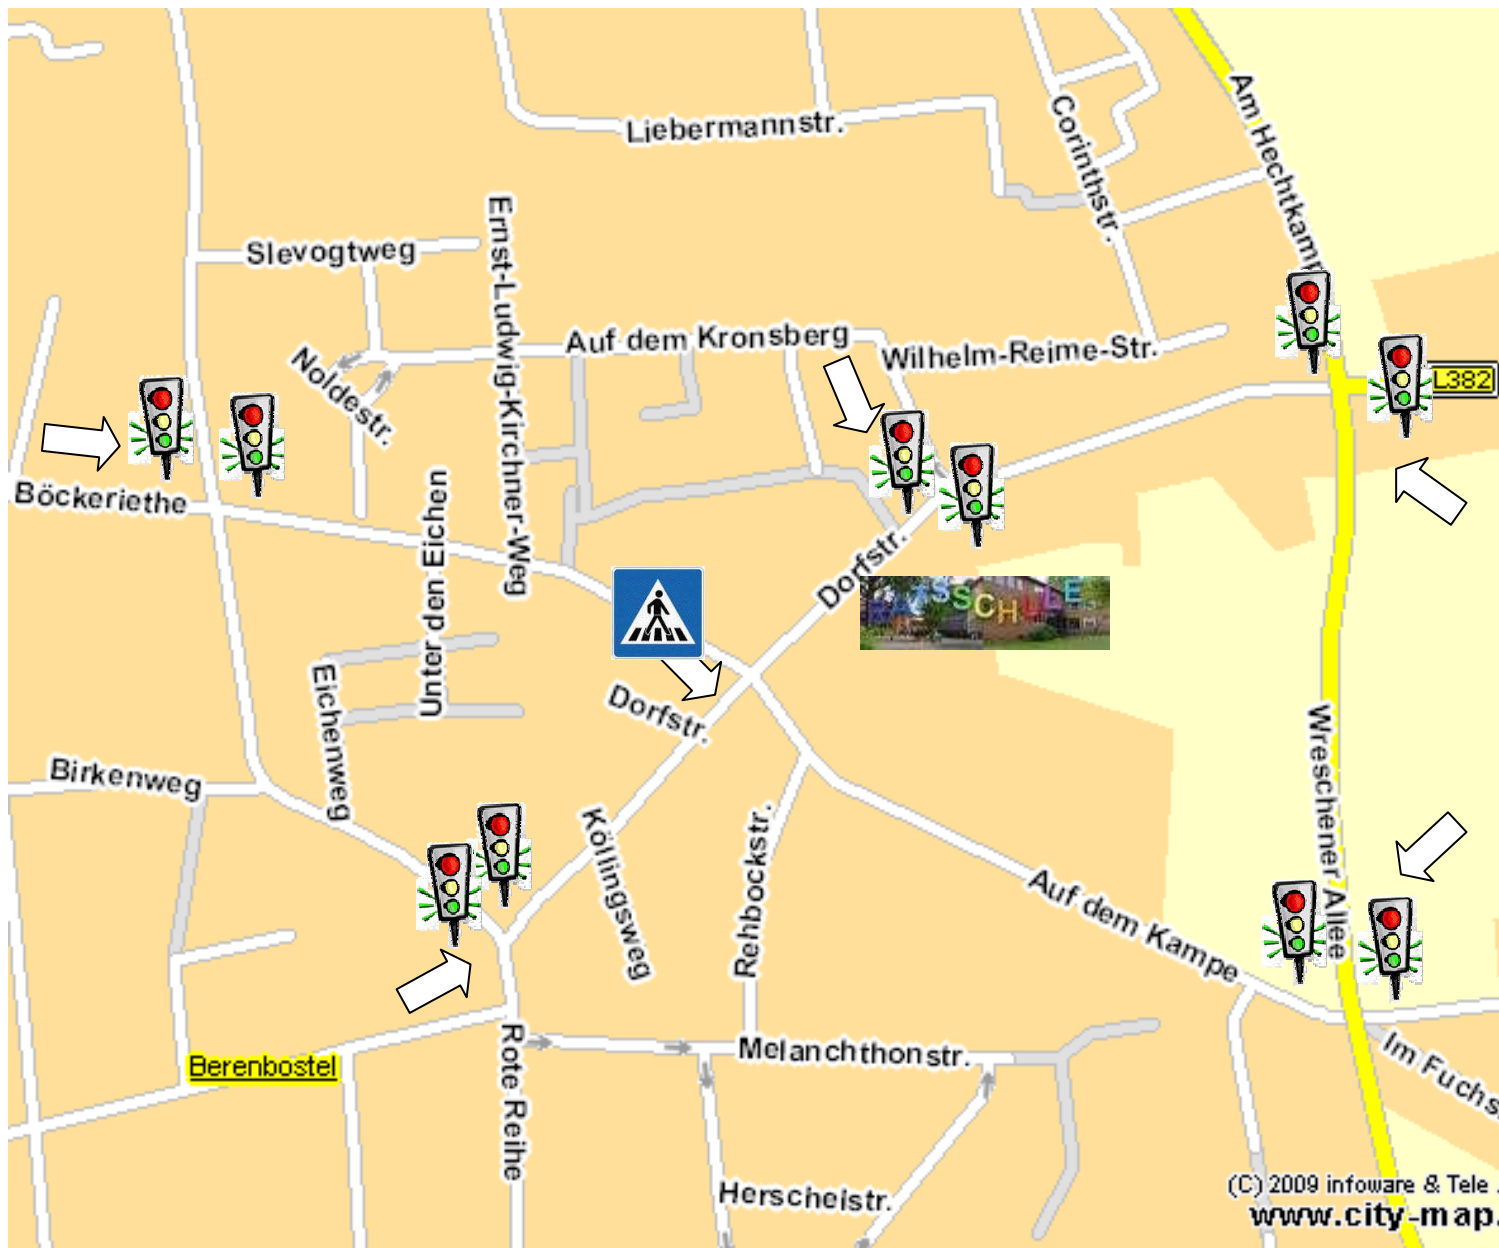 Am Hechtkamp
Corinthstr.
Liebermannstr.
Slevogtweg
Ernst-Ludwig-Kirchner-Weg
Auf dem Kronsberg
Wilhelm-Reime-Str.
Noldestr.
L382
Böckeriethe
Unter den Eichen
Dorfstr.
SCHULE
Eichenweg
Dorfstr.
Wreschener Allee
Birkenweg
Köllingsweg
Rehbockstr.
Auf dem Kampe
Berenbostel
Rote Reihe
Melanchthonstr.
Im Fuchs
Herschelstr.
(C) 2009 infoware & Tele
www.city-map.